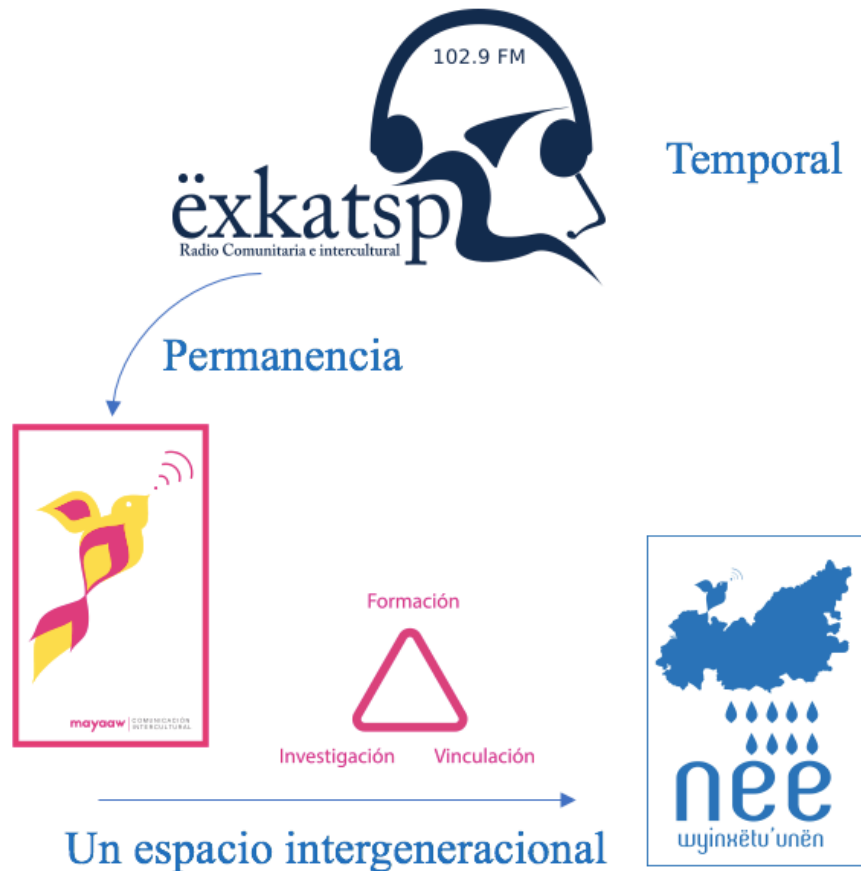 102.9 FM
Temporal
ëxkatsp
Radio Comunitaria e intercultural
Permanencia
Formación
mayaaw COMUNICACIÓN
INTERCULTURAL
Investigación Vinculación
nëë
wyinxëtu'unën
Un espacio intergeneracional